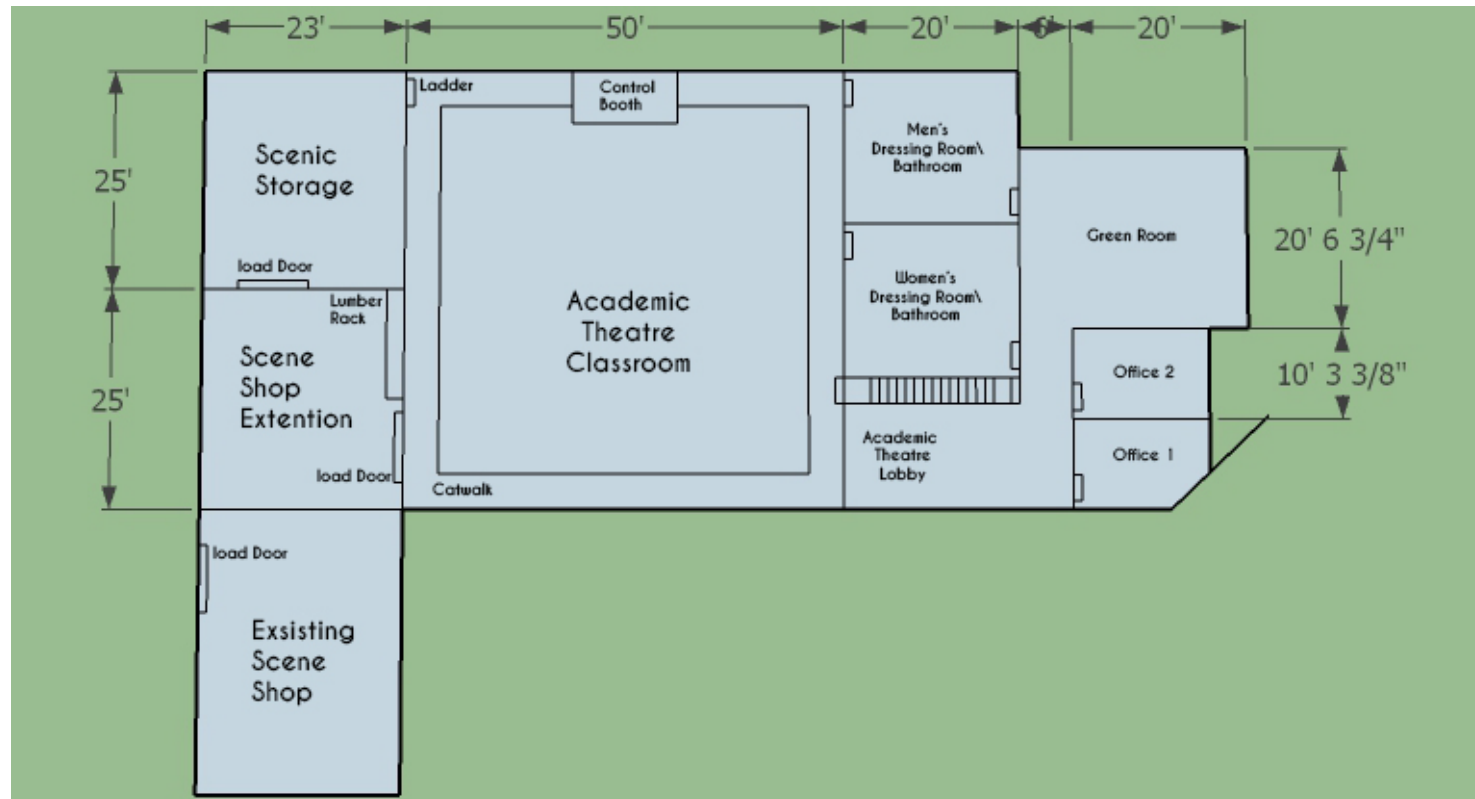 23'
50'
20'
6'
20'
Ladder
Control
Booth
Scenic
Storage
25'
load Door
Men's
Dressing Room\
Bathroom
Green Room
20' 6 3/4"
Women's
Dressing Room\
Bathroom
Lumber
Rack
Scene
Shop
Extention
25'
load Door
Academic
Theatre
Classroom
Office 2
10' 3 3/8"
Academic
Theatre
Lobby
Office 1
Catwalk
load Door
Exsisting
Scene
Shop